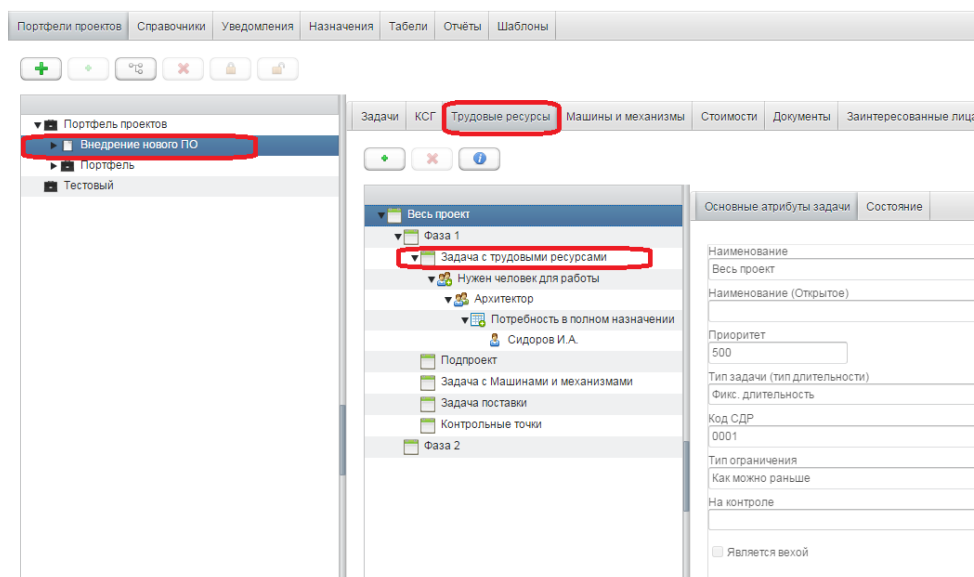 Портфели проектов Справочники Уведомления Назначения Табели Отчёты Шаблоны
Задачи КСГ Трудовые ресурсы Машины и механизмы Стоимости Документы Заинтересованные лица
Портфель проектов
Внедрение нового ПО
Портфель
Тестовый
Весь проект
Фаза 1
Задача с трудовыми ресурсами
Нужен человек для работы
Архитектор
Потребность в полном назначении
Сидоров И.А.
Подпроект
Задача с Машинами и механизмами
Задача поставки
Контрольные точки
Фаза 2
Основные атрибуты задачи Состояние
Наименование
Весь проект
Наименование (Открытое)
Приоритет
500
Тип задачи (тип длительности)
Фикс. длительность
Код СДР
0001
Тип ограничения
Как можно раньше
На контроле
Является вехой